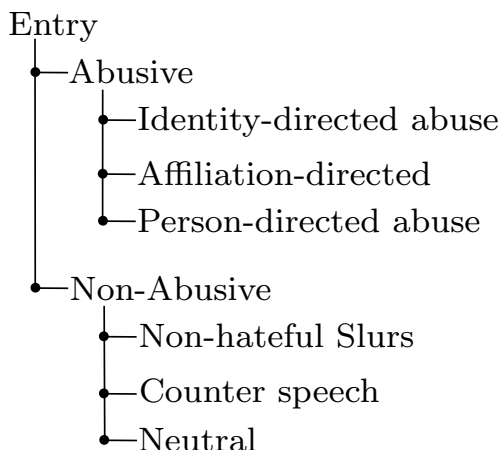 Entry
Abusive
Identity-directed abuse
Affiliation-directed
Person-directed abuse
Non-Abusive
Non-hateful Slurs
Counter speech
Neutral